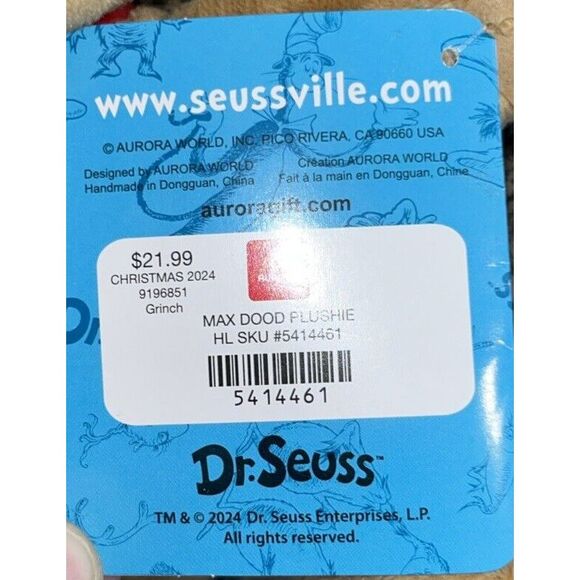 www.seussville.com
© AURORA WORLD, INC. PICO RIVERA, CA 90660 USA
Designed by AURORA WORLD
Handmade in Dongguan, China
Création AURORA WORLD
Fait à la main en Dongguan, Chine
auroragift.com
$21.99
CHRISTMAS 2024
9196851
Grinch
MAX DOOD PLUSHIE
HL SKU #5414461
5414461
Dr. Seuss™
TM & © 2024 Dr. Seuss Enterprises, L.P.
All rights reserved.